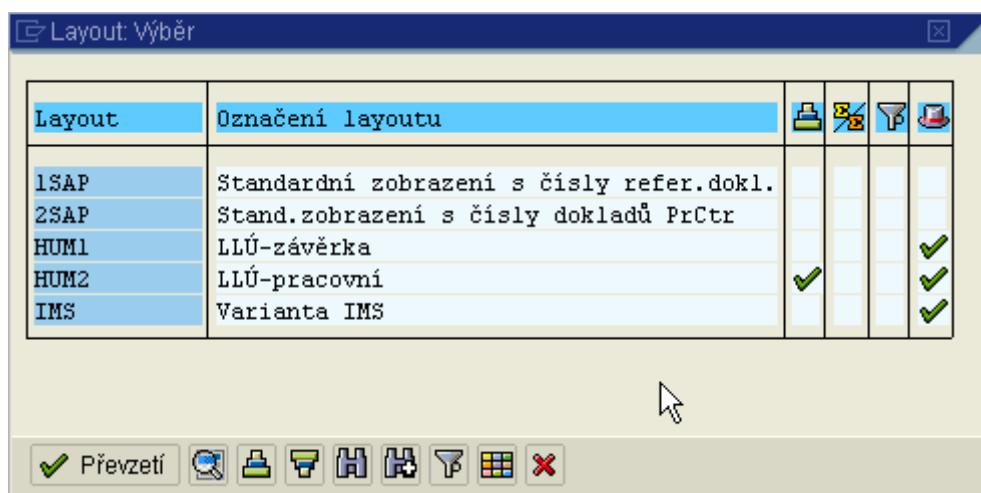 Layout: Výběr
Layout Označení layoutu
1SAP Standardní zobrazení s čísly refer.dokl.
2SAP Stand.zobrazení s čísly dokladů PrCtr
HUM1 LLÚ-závěrka
HUM2 LLÚ-pracovní
IMS Varianta IMS
Převzetí